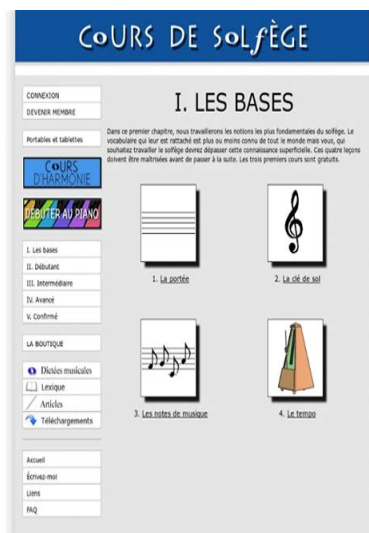 COURS DE SOLFÈGE
CONNEXION
DEVENIR MEMBRE
Portables et tablettes
COURS
D'HARMONIE
DÉBUTER AU PIANO
I. Les bases
II. Débutant
III. Intermédiaire
IV. Avancé
V. Confirmé
LA BOUTIQUE
Dictées musicales
Lexique
Articles
Téléchargements
Accueil
Écrivez-moi
Liens
FAQ
I. LES BASES
Dans ce premier chapitre, nous travaillerons les notions les plus fondamentales du solfège. Le
vocabulaire qui leur est rattaché est plus ou moins connu de tout le monde mais vous, qui
souhaitez travailler le solfège devrez dépasser cette connaissance superficielle. Ces quatre leçons
doivent être maîtrisées avant de passer à la suite. Les trois premiers cours sont gratuits.
1. La portée
2. La clé de sol
3. Les notes de musique
4. Le tempo